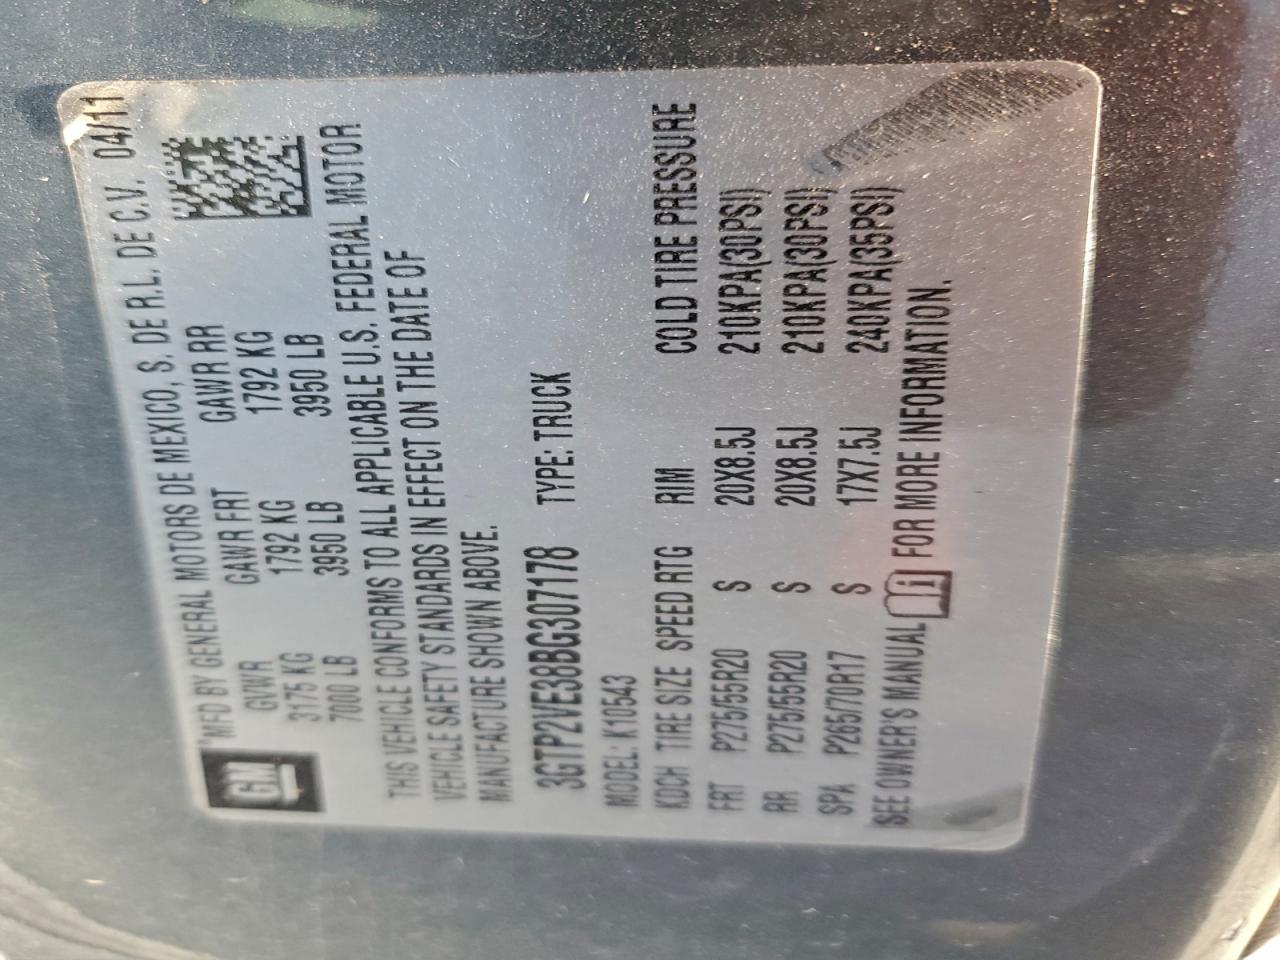 GM
MFD BY GENERAL MOTORS DE MEXICO, S. DE R.L. DE C.V. 04/11
GVWR GAWR FRT GAWR RR
3175 KG 1792 KG 1792 KG
7000 LB 3950 LB 3950 LB
THIS VEHICLE CONFORMS TO ALL APPLICABLE U.S. FEDERAL MOTOR
VEHICLE SAFETY STANDARDS IN EFFECT ON THE DATE OF
MANUFACTURE SHOWN ABOVE.
3GTP2VE38BG307178 TYPE: TRUCK
MODEL: K10543
KDCH TIRE SIZE SPEED RTG RIM COLD TIRE PRESSURE
FRT P275/55R20 S 20X8.5J 210KPA(30PSI)
RR P275/55R20 S 20X8.5J 210KPA(30PSI)
SPA P265/70R17 S 17X7.5J 240KPA(35PSI)
SEE OWNER'S MANUAL i FOR MORE INFORMATION.